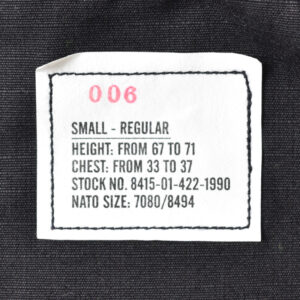 006
SMALL - REGULAR
HEIGHT: FROM 67 TO 71
CHEST: FROM 33 TO 37
STOCK NO. 8415-01-422-1990
NATO SIZE: 7080/8494